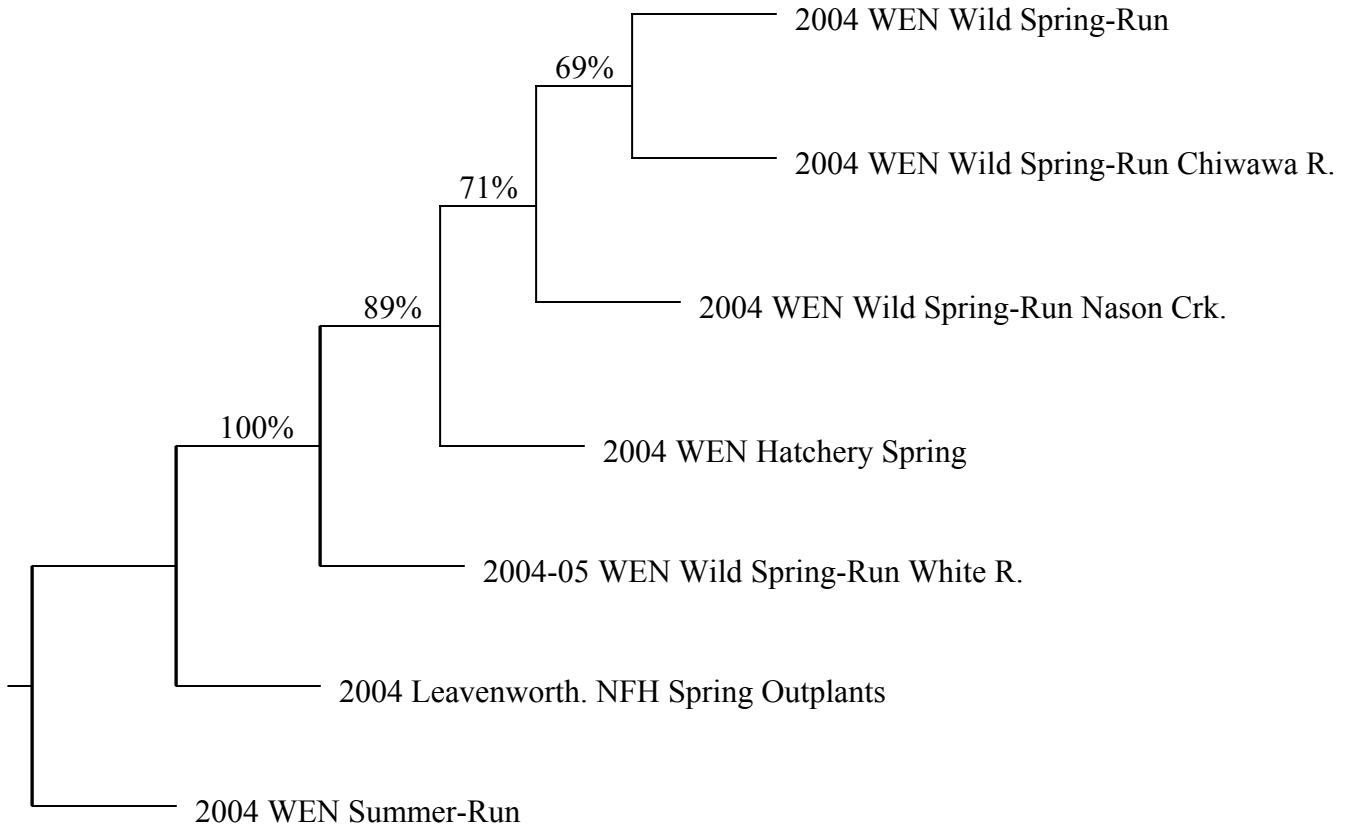 2004 WEN Wild Spring-Run
69%
2004 WEN Wild Spring-Run Chiwawa R.
71%
2004 WEN Wild Spring-Run Nason Crk.
89%
2004 WEN Hatchery Spring
100%
2004-05 WEN Wild Spring-Run White R.
2004 Leavenworth. NFH Spring Outplants
2004 WEN Summer-Run